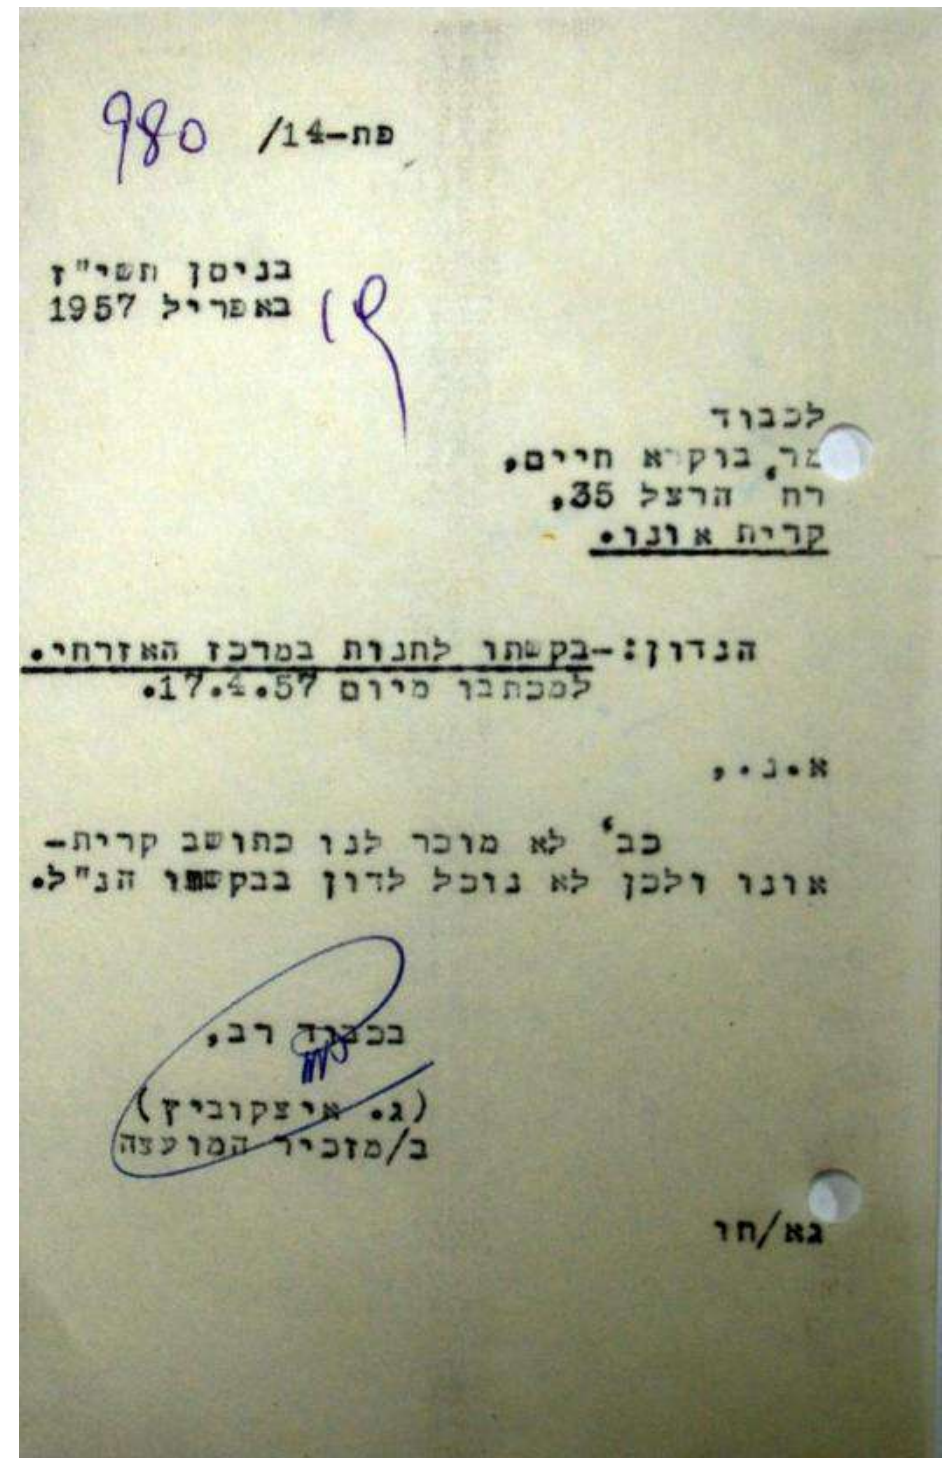 פת-14/ 980
בניסן תשי"ז
19 באפריל 1957
לכבוד
מר בוקרא חיים,
רח' הרצל 35,
קרית אונו.
הנדון:-בקשתו לחנות במרכז האזרחי.
למכתבו מיום 17.4.57.
א.נ.,
כב' לא מוכר לנו כתושב קרית-
אונו ולכן לא נוכל לדון בבקשתו הנ"ל.
בכבוד רב,
(ג. איצקוביץ)
ב/מזכיר המועצה
גא/חו